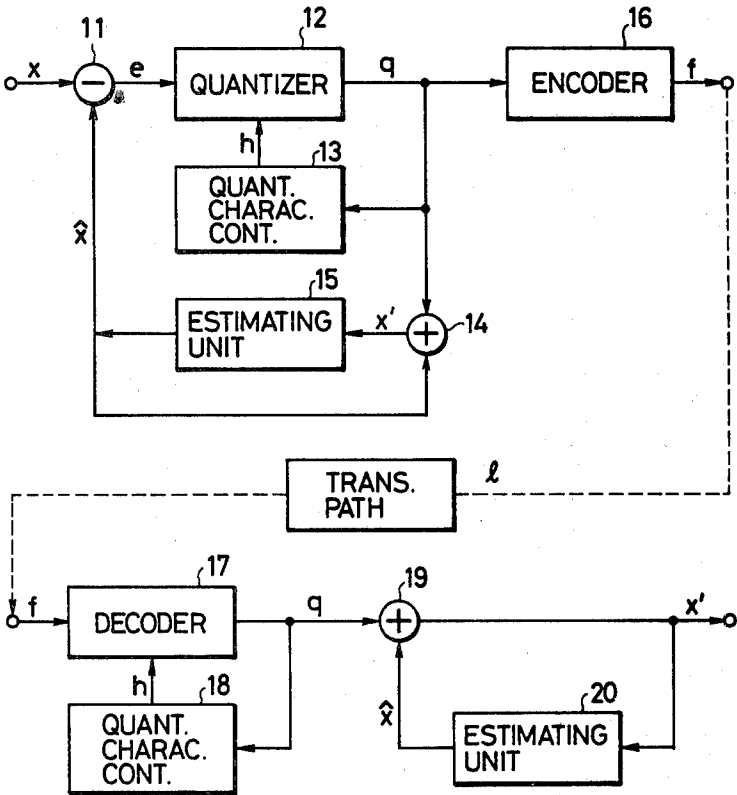 11
12
16
x
e
QUANTIZER
q
ENCODER
f
h
13
QUANT.
CHARAC.
CONT.
x̂
15
ESTIMATING
UNIT
x'
14
TRANS.
PATH
ℓ
17
19
f
DECODER
q
x'
h
18
QUANT.
CHARAC.
CONT.
x̂
20
ESTIMATING
UNIT